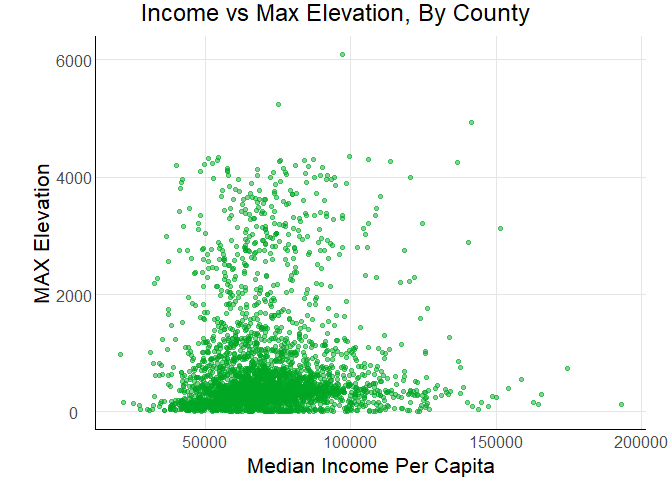 Income vs Max Elevation, By County
MAX Elevation
6000
4000
2000
0
50000
100000
150000
200000
Median Income Per Capita